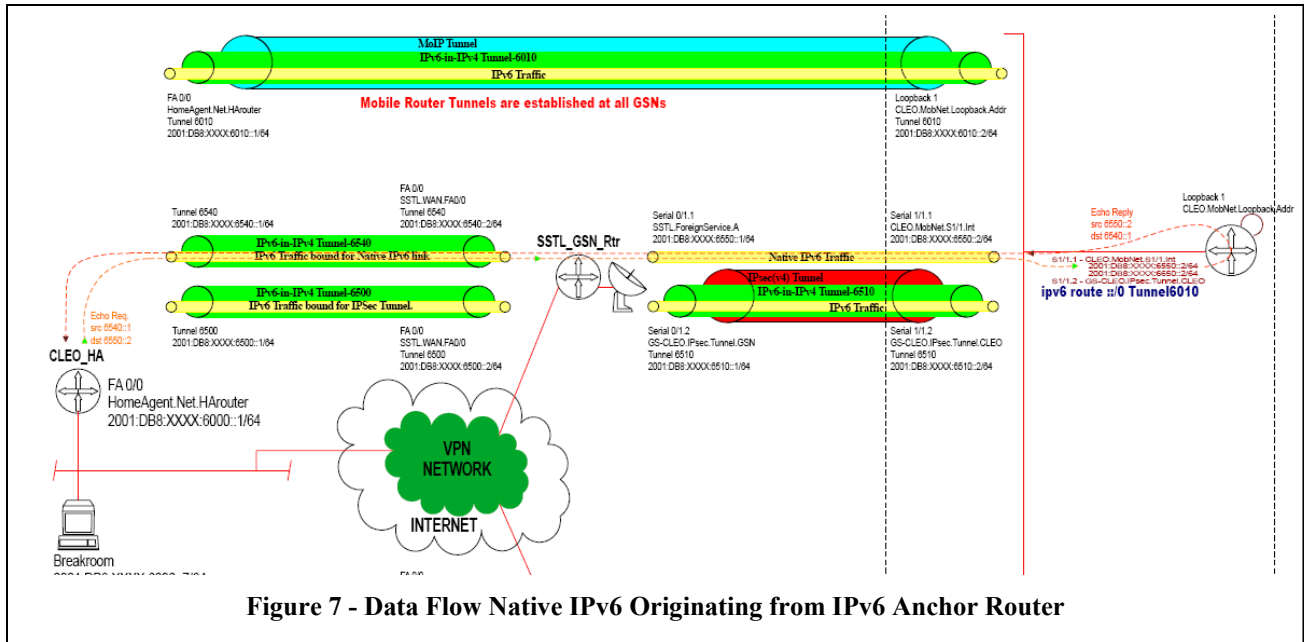 MoIP Tunnel
IPv6-in-IPv4 Tunnel-6010
IPv6 Traffic
FA 0/0
HomeAgent.Net.HArouter
Tunnel 6010
2001:DB8:XXXX:6010::1/64
Mobile Router Tunnels are established at all GSNs
Loopback 1
CLEO.MobNet.Loopback.Addr
Tunnel 6010
2001:DB8:XXXX:6010::2/64
Tunnel 6540
2001:DB8:XXXX:6540::1/64
FA 0/0
SSTL.WAN.FA0/0
Tunnel 6540
2001:DB8:XXXX:6540::2/64
IPv6-in-IPv4 Tunnel-6540
IPv6 Traffic bound for Native IPv6 link
SSTL_GSN_Rtr
Serial 0/1.1
SSTL.ForeignService.A
2001:DB8:XXXX:6550::1/64
Serial 1/1.1
CLEO.MobNet.S1/1.Int
2001:DB8:XXXX:6550::2/64
Native IPv6 Traffic
Echo Reply
src 6550::2
dst 6540::1
Loopback 1
CLEO.MobNet.Loopback.Addr
S1/1.1 - CLEO.MobNet.S1/1.Int
2001:DB8:XXXX:6550::2/64
2001:DB8:XXXX:6550::2/64
S1/1.2 - GS-CLEO.IPsec.Tunnel.CLEO
ipv6 route ::/0 Tunnel6010
IPsec(v4) Tunnel
IPv6-in-IPv4 Tunnel-6510
IPv6 Traffic
IPv6-in-IPv4 Tunnel-6500
IPv6 Traffic bound for IPSec Tunnel.
Echo Req.
src 6540::1
dst 6550::2
Tunnel 6500
2001:DB8:XXXX:6500::1/64
FA 0/0
SSTL.WAN.FA0/0
Tunnel 6500
2001:DB8:XXXX:6500::2/64
Serial 0/1.2
GS-CLEO.IPsec.Tunnel.GSN
Tunnel 6510
2001:DB8:XXXX:6510::1/64
Serial 1/1.2
GS-CLEO.IPsec.Tunnel.CLEO
Tunnel 6510
2001:DB8:XXXX:6510::2/64
CLEO_HA
FA 0/0
HomeAgent.Net.HArouter
2001:DB8:XXXX:6000::1/64
VPN
NETWORK
INTERNET
Breakroom
Figure 7 - Data Flow Native IPv6 Originating from IPv6 Anchor Router